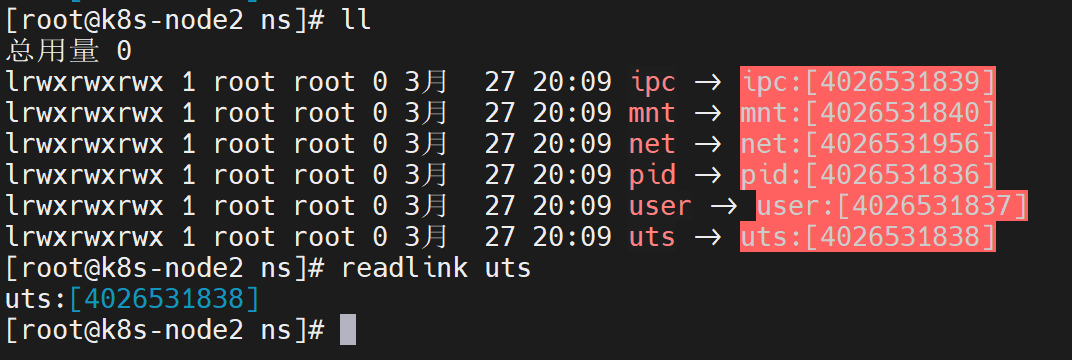 [root@k8s-node2 ns]# ll
总用量 0
lrwxrwxrwx 1 root root 0 3月  27 20:09 ipc -> ipc:[4026531839]
lrwxrwxrwx 1 root root 0 3月  27 20:09 mnt -> mnt:[4026531840]
lrwxrwxrwx 1 root root 0 3月  27 20:09 net -> net:[4026531956]
lrwxrwxrwx 1 root root 0 3月  27 20:09 pid -> pid:[4026531836]
lrwxrwxrwx 1 root root 0 3月  27 20:09 user -> user:[4026531837]
lrwxrwxrwx 1 root root 0 3月  27 20:09 uts -> uts:[4026531838]
[root@k8s-node2 ns]# readlink uts
uts:[4026531838]
[root@k8s-node2 ns]#